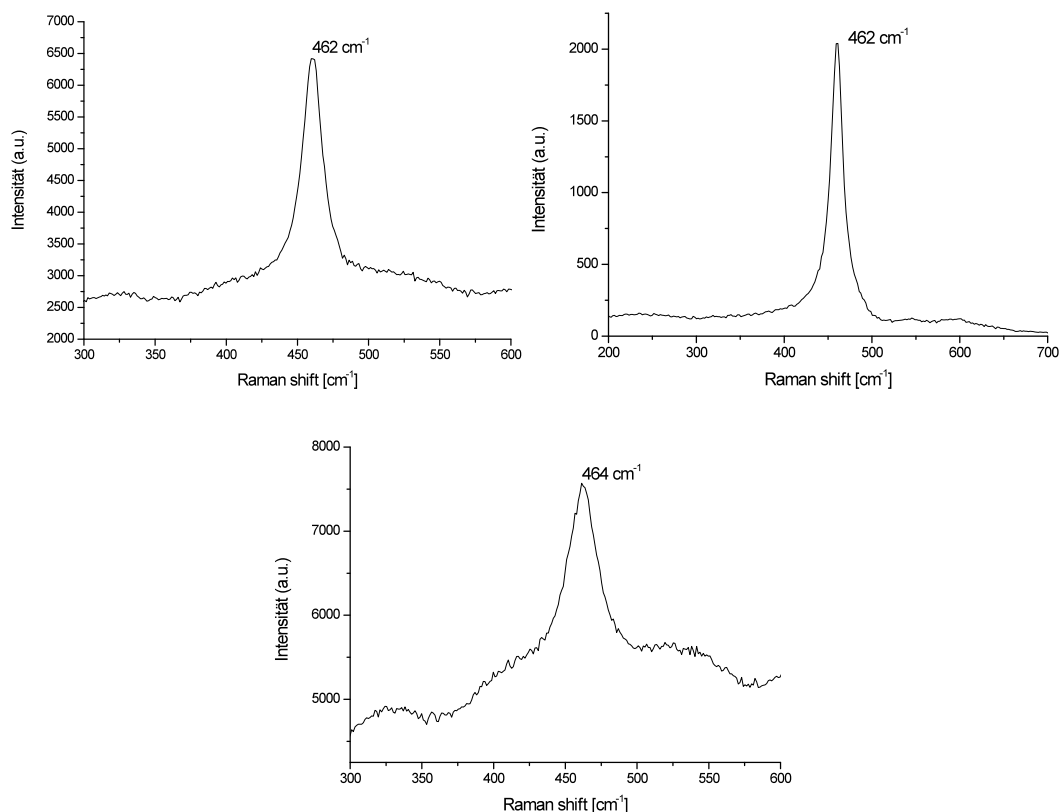 7000
6500
6000
5500
5000
4500
4000
3500
3000
2500
2000
300 350 400 450 500 550 600
Intensität (a.u.)
Raman shift [cm⁻¹]
462 cm⁻¹
2000
1500
1000
500
0
200 300 400 500 600 700
Intensität (a.u.)
Raman shift [cm⁻¹]
462 cm⁻¹
8000
7000
6000
5000
300 350 400 450 500 550 600
Intensität (a.u.)
Raman shift [cm⁻¹]
464 cm⁻¹